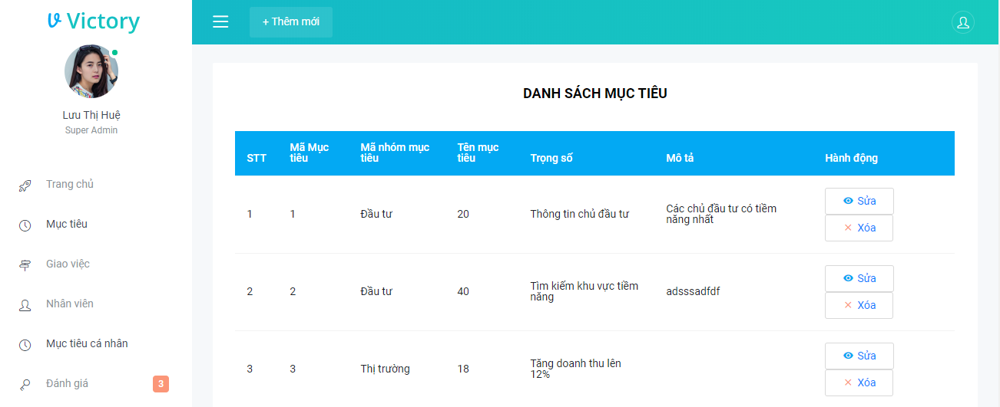 Victory
Lưu Thị Huệ
Super Admin
Trang chủ
Mục tiêu
Giao việc
Nhân viên
Mục tiêu cá nhân
Đánh giá 3
+ Thêm mới
DANH SÁCH MỤC TIÊU
STT Mã Mục tiêu Mã nhóm mục tiêu Tên mục tiêu Trọng số Mô tả Hành động
1 1 Đầu tư 20 Thông tin chủ đầu tư Các chủ đầu tư có tiềm năng nhất Sửa
Xóa
2 2 Đầu tư 40 Tìm kiếm khu vực tiềm năng adsssadfdf Sửa
Xóa
3 3 Thị trường 18 Tăng doanh thu lên 12% Sửa
Xóa